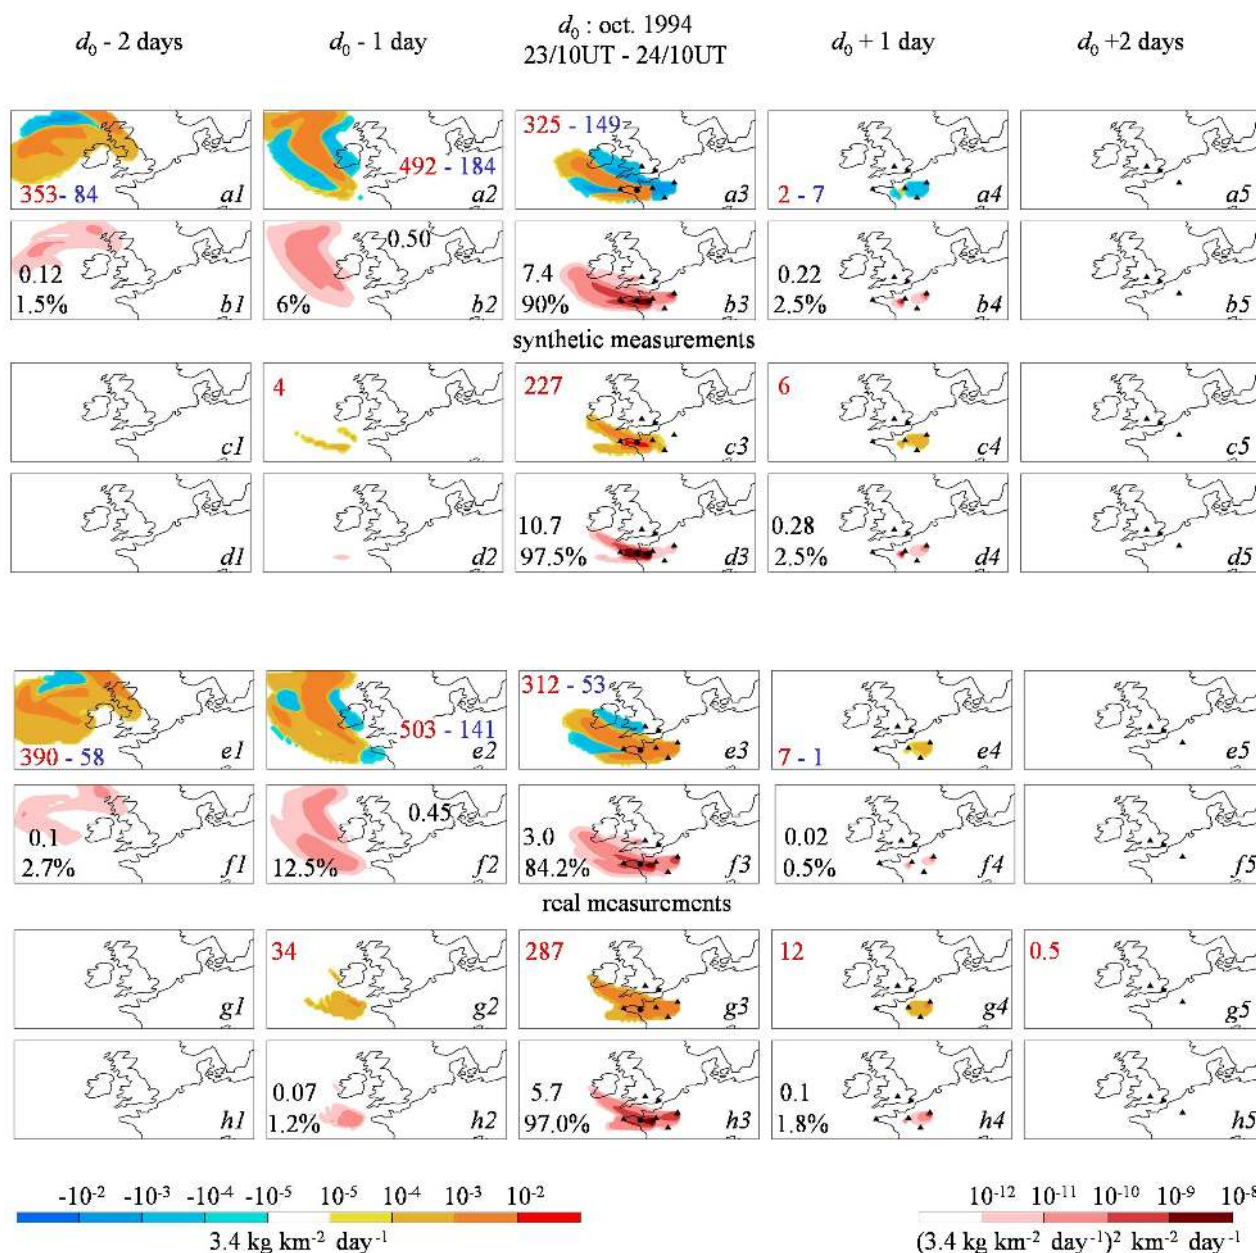 d₀ - 2 days
d₀ - 1 day
d₀ : oct. 1994
23/10UT - 24/10UT
d₀ + 1 day
d₀ +2 days
353- 84 a1
492 - 184 a2
325 - 149 a3
2 - 7 a4
a5
0.12
1.5% b1
0.50
6% b2
7.4
90% b3
0.22
2.5% b4
b5
synthetic measurements
c1
4 c2
227 c3
6 c4
c5
d1
d2
10.7
97.5% d3
0.28
2.5% d4
d5
390 - 58 e1
503 - 141 e2
312 - 53 e3
7 - 1 e4
e5
0.1
2.7% f1
0.45
12.5% f2
3.0
84.2% f3
0.02
0.5% f4
f5
real measurements
g1
34 g2
287 g3
12 g4
0.5 g5
h1
0.07
1.2% h2
5.7
97.0% h3
0.1
1.8% h4
h5
-10⁻² -10⁻³ -10⁻⁴ -10⁻⁵ 10⁻⁵ 10⁻⁴ 10⁻³ 10⁻²
3.4 kg km⁻² day⁻¹
10⁻¹² 10⁻¹¹ 10⁻¹⁰ 10⁻⁹ 10⁻⁸
(3.4 kg km⁻² day⁻¹)² km⁻² day⁻¹